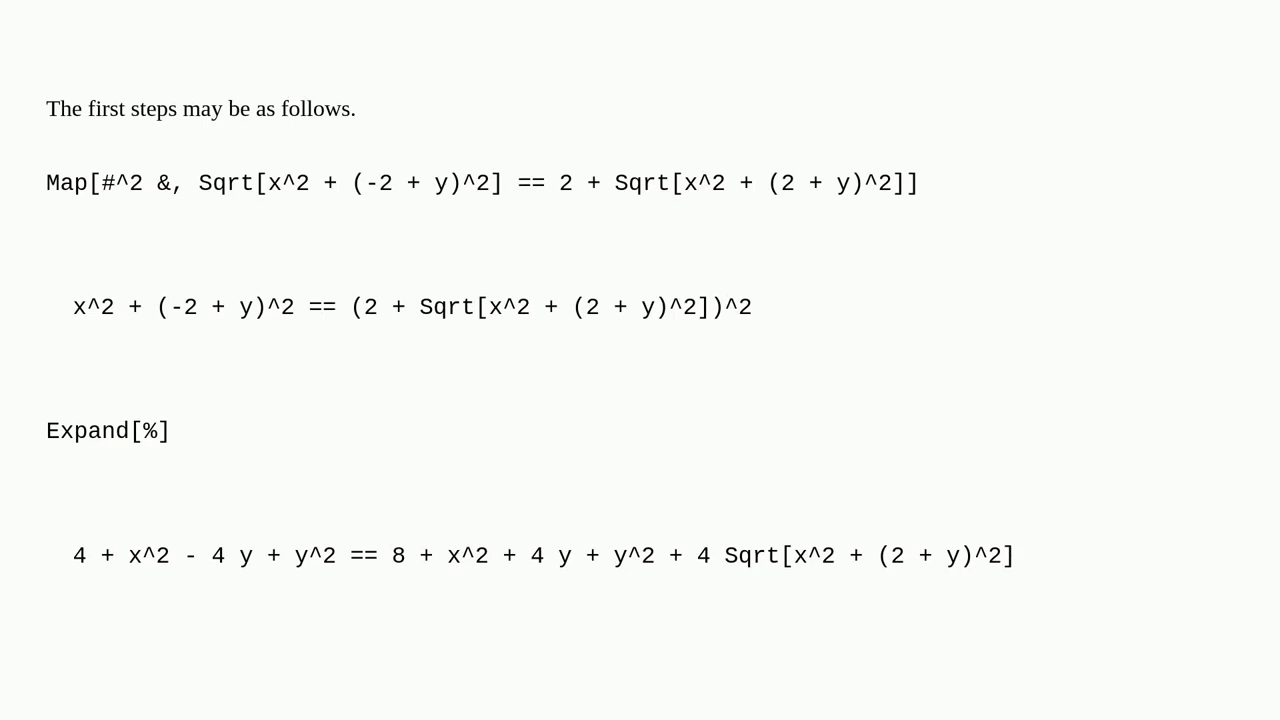 The first steps may be as follows.
Map[#^2 &, Sqrt[x^2 + (-2 + y)^2] == 2 + Sqrt[x^2 + (2 + y)^2]]
x^2 + (-2 + y)^2 == (2 + Sqrt[x^2 + (2 + y)^2])^2
Expand[%]
4 + x^2 - 4 y + y^2 == 8 + x^2 + 4 y + y^2 + 4 Sqrt[x^2 + (2 + y)^2]